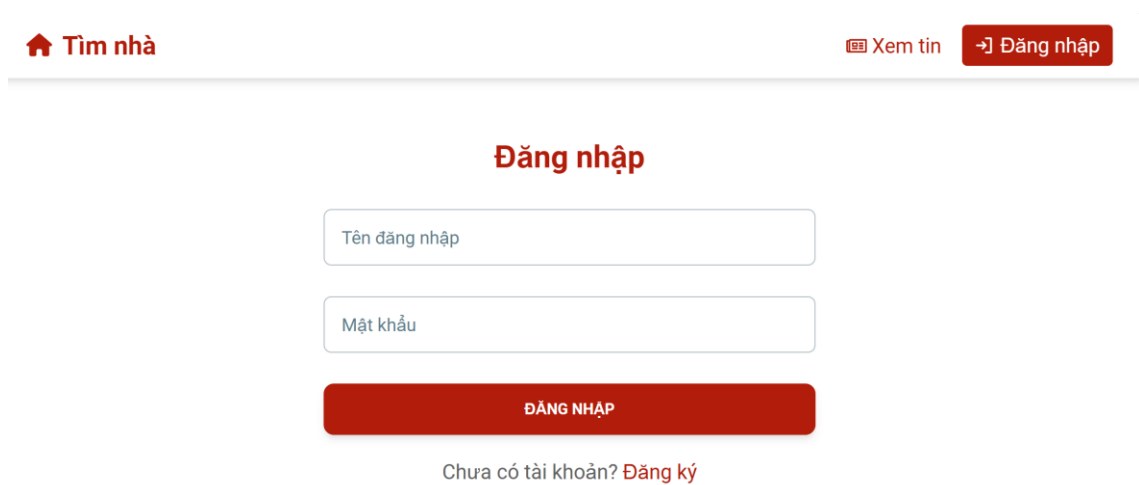 Tìm nhà
Xem tin
Đăng nhập
Đăng nhập
Tên đăng nhập
Mật khẩu
ĐĂNG NHẬP
Chưa có tài khoản? Đăng ký